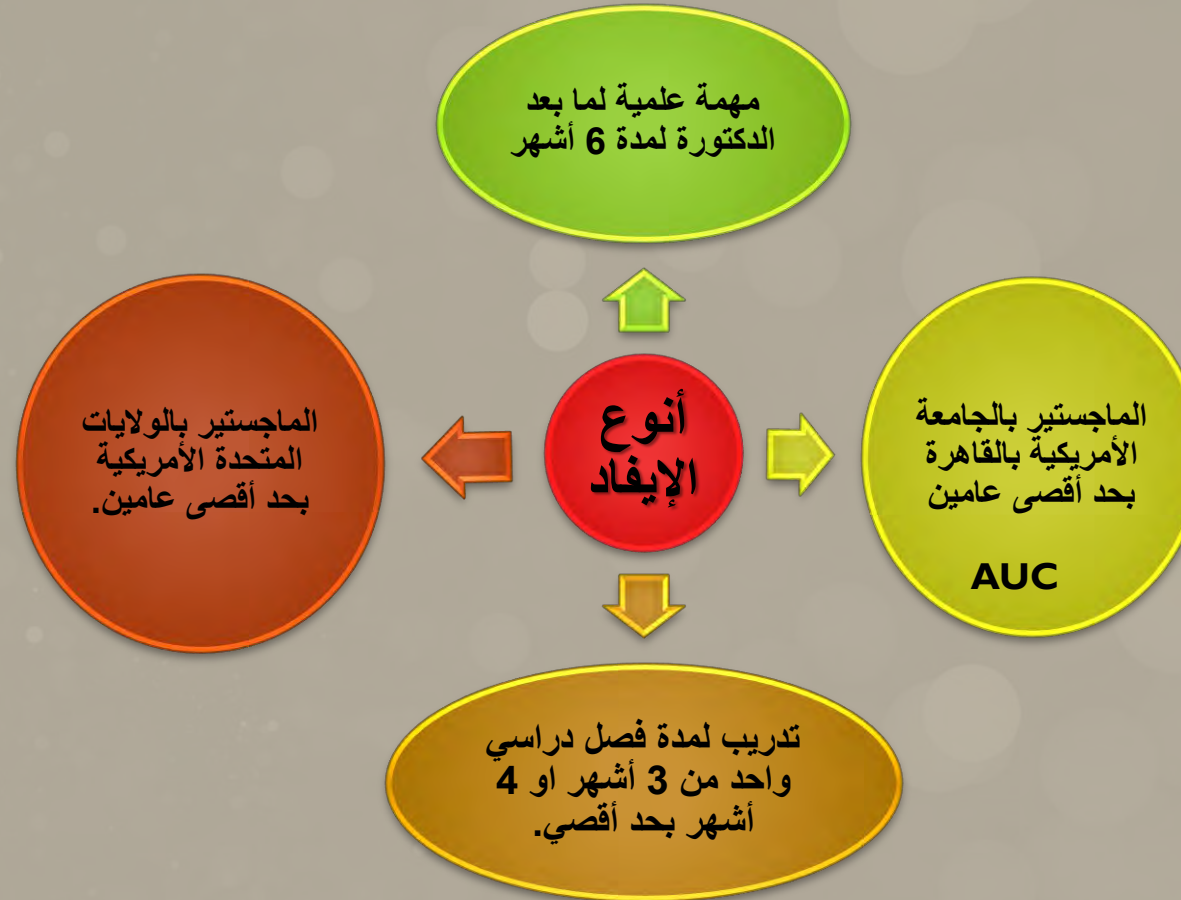 مهمة علمية لما بعد
الدكتورة لمدة 6 أشهر
أنوع
الإيفاد
الماجستير بالجامعة
الأمريكية بالقاهرة
بحد أقصى عامين
AUC
تدريب لمدة فصل دراسي
واحد من 3 أشهر او 4
أشهر بحد أقصي.
الماجستير بالولايات
المتحدة الأمريكية
بحد أقصى عامين.